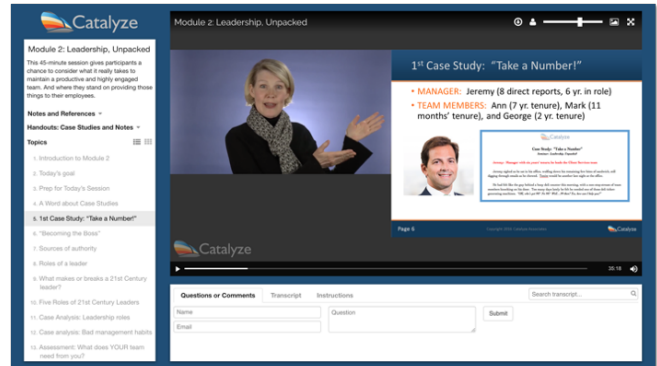 Catalyze
Module 2: Leadership, Unpacked
This 45-minute session gives participants a
chance to consider what it really takes to
maintain a productive and highly engaged
team. And where they stand on providing those
things to their employees.
Notes and References
Handouts: Case Studies and Notes
Topics
1. Introduction to Module 2
2. Today's goal
3. Prep for Today's Session
4. A Word about Case Studies
5. 1st Case Study: "Take a Number!"
6. "Becoming the Boss"
7. Sources of authority
8. Roles of a leader
9. What makes or breaks a 21st Century
leader?
10. Five Roles of 21st Century Leaders
11. Case Analysis: Leadership roles
12. Case analysis: Bad management habits
13. Assessment: What does YOUR team
need from you?
Module 2: Leadership, Unpacked
1st Case Study: "Take a Number!"
• MANAGER: Jeremy (8 direct reports, 6 yr. in role)
• TEAM MEMBERS: Ann (7 yr. tenure), Mark (11
months' tenure), and George (2 yr. tenure)
Catalyze
Case Study: "Take a Number!"
Page 6
Catalyze
Catalyze
Questions or Comments
Transcript
Instructions
Search transcript...
Name
Question
Submit
Email